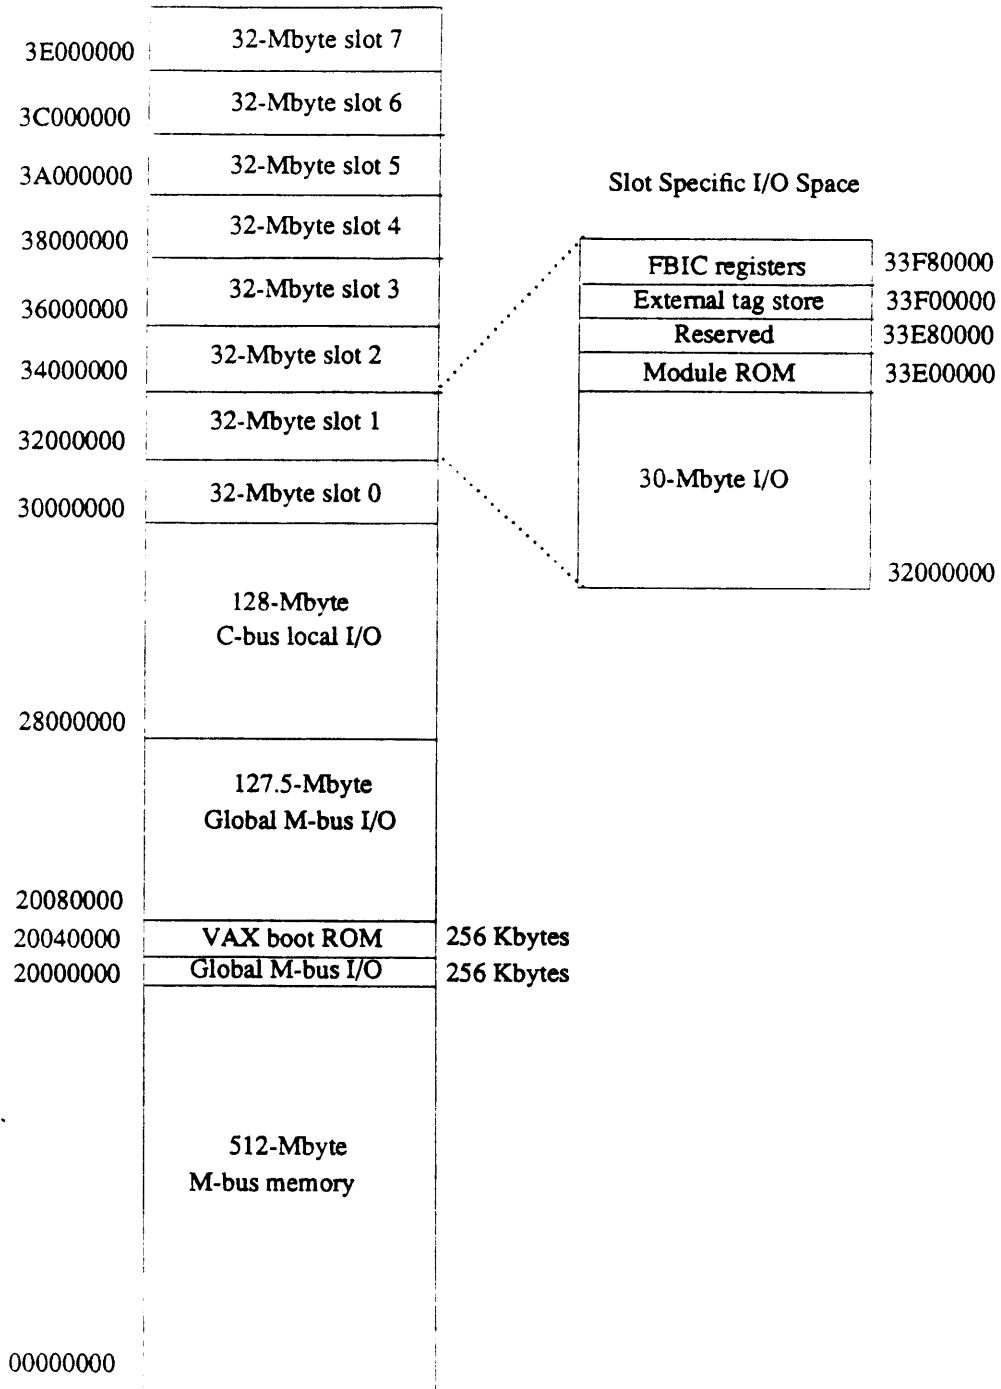 32-Mbyte slot 7
3E000000
32-Mbyte slot 6
3C000000
32-Mbyte slot 5
3A000000
32-Mbyte slot 4
38000000
32-Mbyte slot 3
36000000
32-Mbyte slot 2
34000000
32-Mbyte slot 1
32000000
32-Mbyte slot 0
30000000
128-Mbyte
C-bus local I/O
28000000
127.5-Mbyte
Global M-bus I/O
20080000
20040000 VAX boot ROM 256 Kbytes
20000000 Global M-bus I/O 256 Kbytes
512-Mbyte
M-bus memory
00000000
Slot Specific I/O Space
FBIC registers 33F80000
External tag store 33F00000
Reserved 33E80000
Module ROM 33E00000
30-Mbyte I/O
32000000